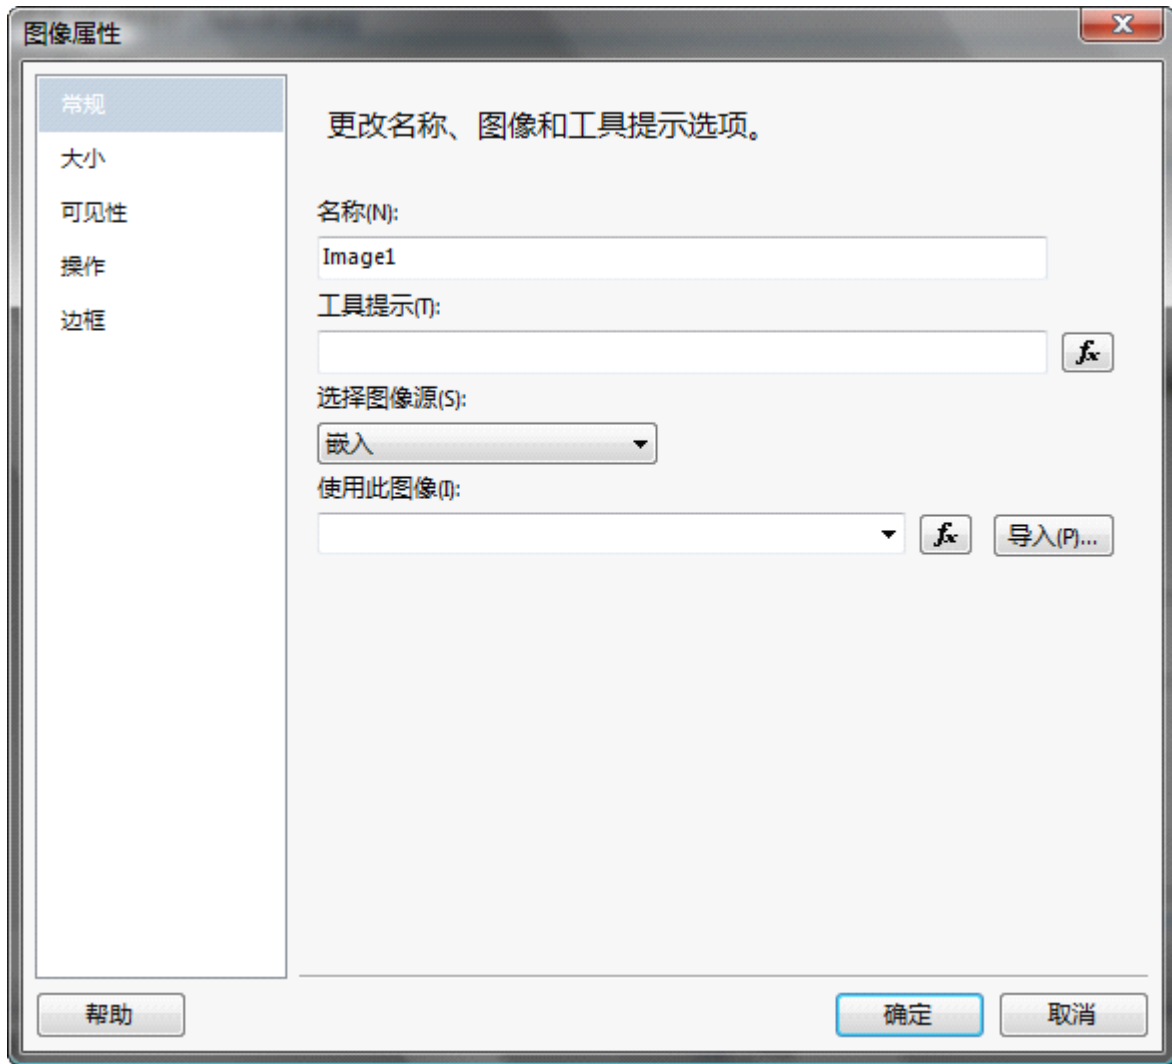 图像属性
常规
大小
可见性
操作
边框
更改名称、图像和工具提示选项。
名称(N):
Image1
工具提示(T):
fx
选择图像源(S):
嵌入
使用此图像(I):
fx
导入(P)...
帮助
确定
取消